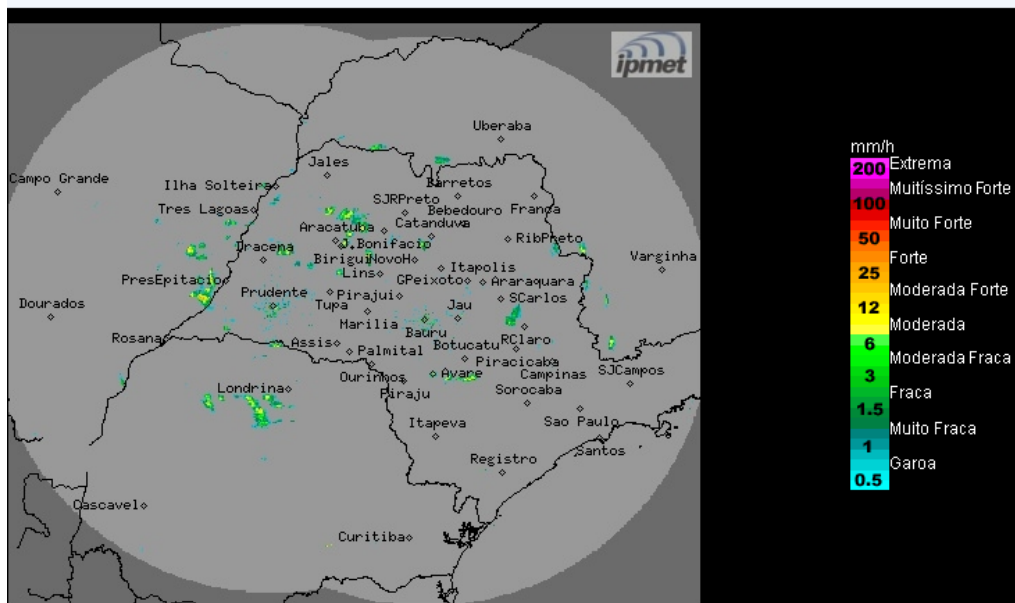 ipmet
Uberaba
mm/h
Jales
200 Extrema
Campo Grande
Ilha Solteira
Barretos
Muitíssimo Forte
SJRPreto
100
Tres Lagoas
Bebedouro
Franca
Aracatuba
Catanduva
Muito Forte
RibPreto
50
Dracena
J.Bonifacio
Birigui
NovoH
Forte
Itapolis
Varginha
25
PresEpitacio
Lins
GPeixoto
Araraquara
Moderada Forte
Prudente
Pirajui
SCarlos
Dourados
Tupa
Jau
12
Marilia
Moderada
Bauru
Rosana
Assis
Botucatu
RClaro
6
Palmital
Piracicaba
Moderada Fraca
Ourinhos
Avare
Campinas
SJCampos
3
Londrina
Piraju
Sorocaba
Fraca
1.5
Itapeva
Sao Paulo
Muito Fraca
Santos
1
Registro
Garoa
0.5
Cascavel
Curitiba